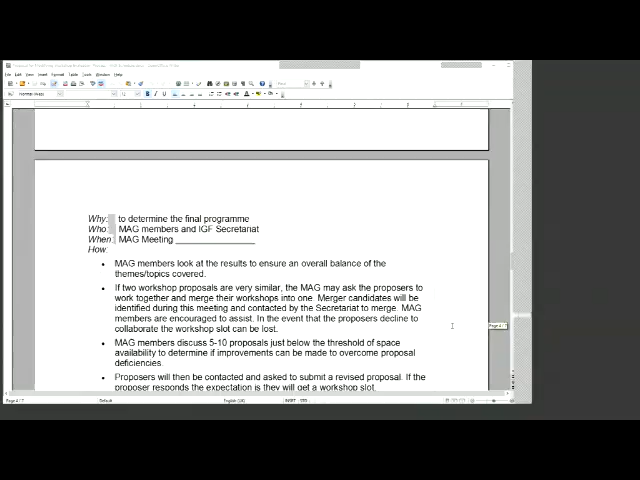 Why: to determine the final programme
Who: MAG members and IGF Secretariat
When: MAG Meeting ___________________
How:
• MAG members look at the results to ensure an overall balance of the
themes/topics covered.
• If two workshop proposals are very similar, the MAG may ask the proposers to
work together and merge their workshops into one. Merger candidates will be
identified during this meeting and contacted by the Secretariat to merge. MAG
members are encouraged to assist. In the event that the proposers decline to
collaborate the workshop slot can be lost.
• MAG members discuss 5-10 proposals just below the threshold of space
availability to determine if improvements can be made to overcome proposal
deficiencies.
• Proposers will then be contacted and asked to submit a revised proposal. If the
proposer responds the expectation is they will get a workshop slot.
Page 4 / 7
Default
English (UK)